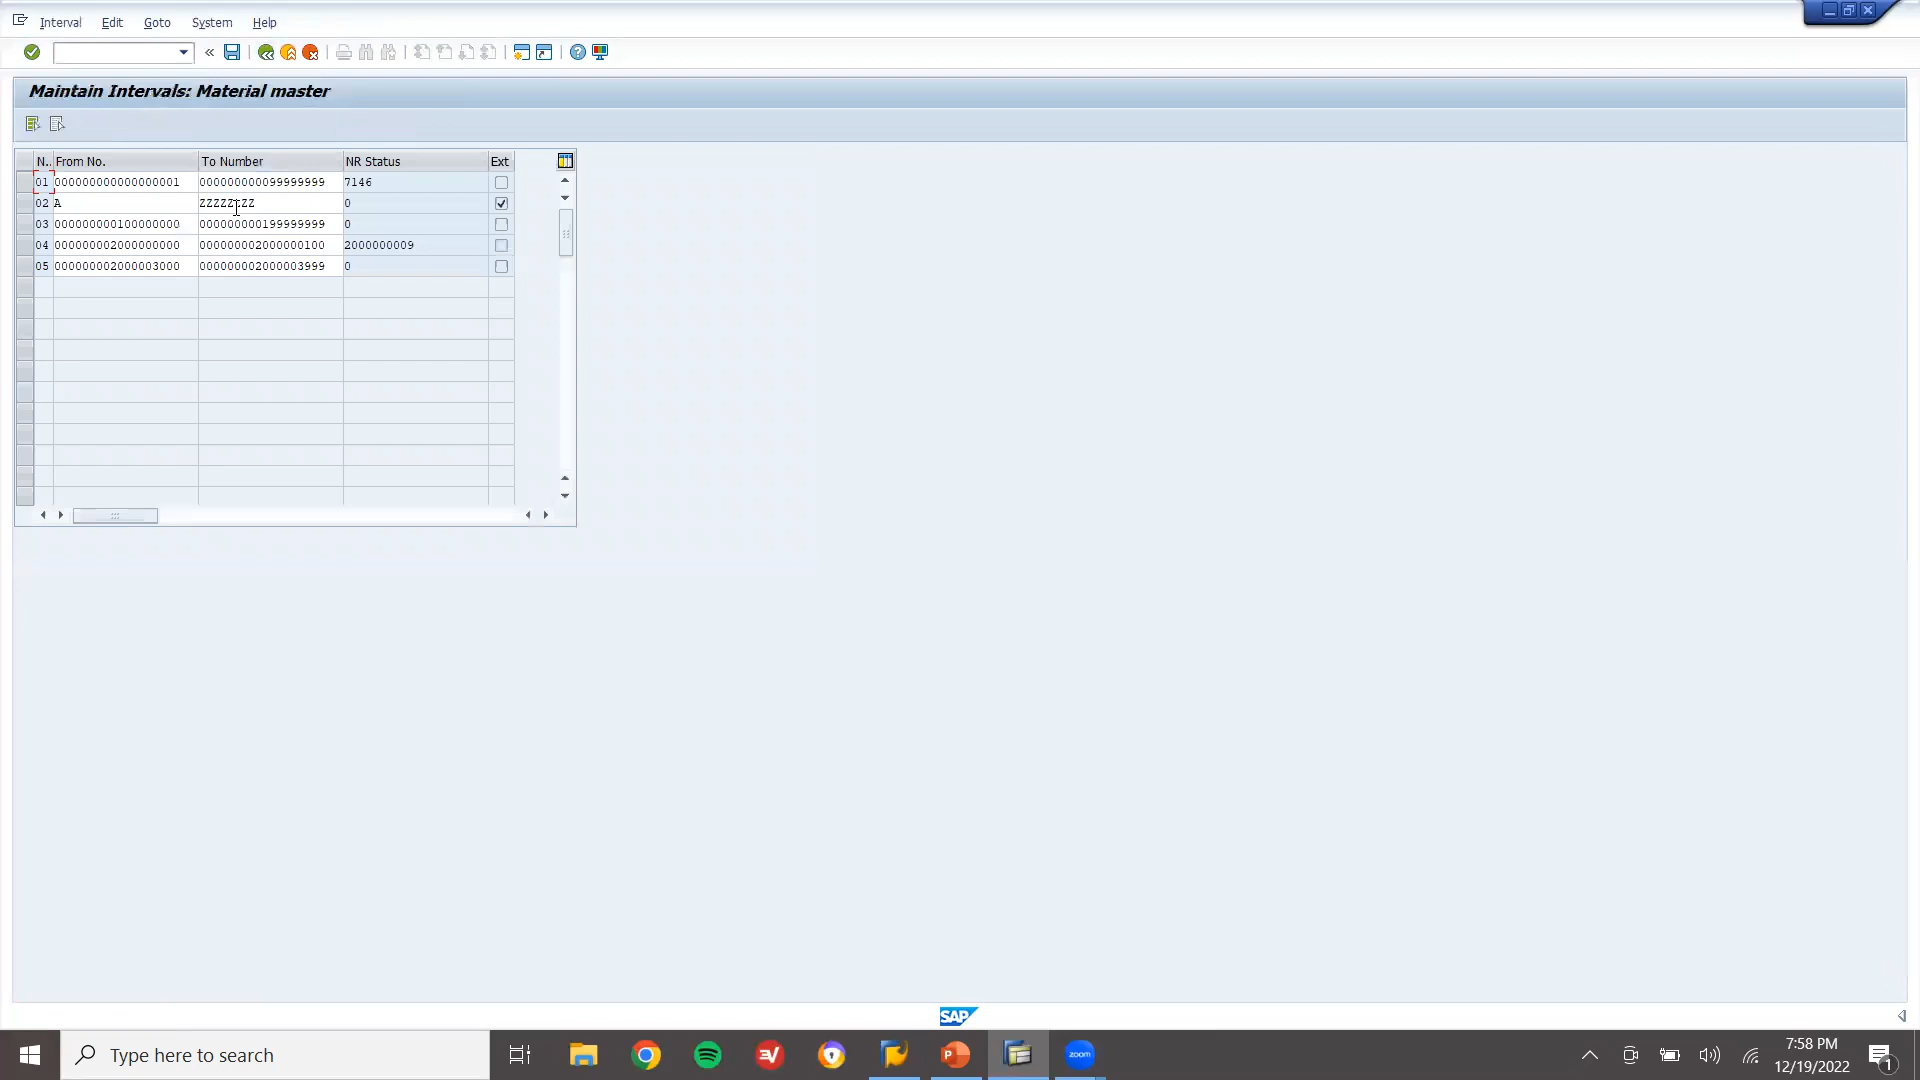 Interval Edit Goto System Help
Maintain Intervals: Material master
N.. From No. To Number NR Status Ext
01 000000000000000001 000000000099999999 7146
02 A ZZZZZZZZ 0
03 000000000100000000 000000000199999999 0
04 000000002000000000 000000002000000100 2000000009
05 000000002000003000 000000002000003999 0
SAP
Type here to search
zoom
7:58 PM
12/19/2022
1